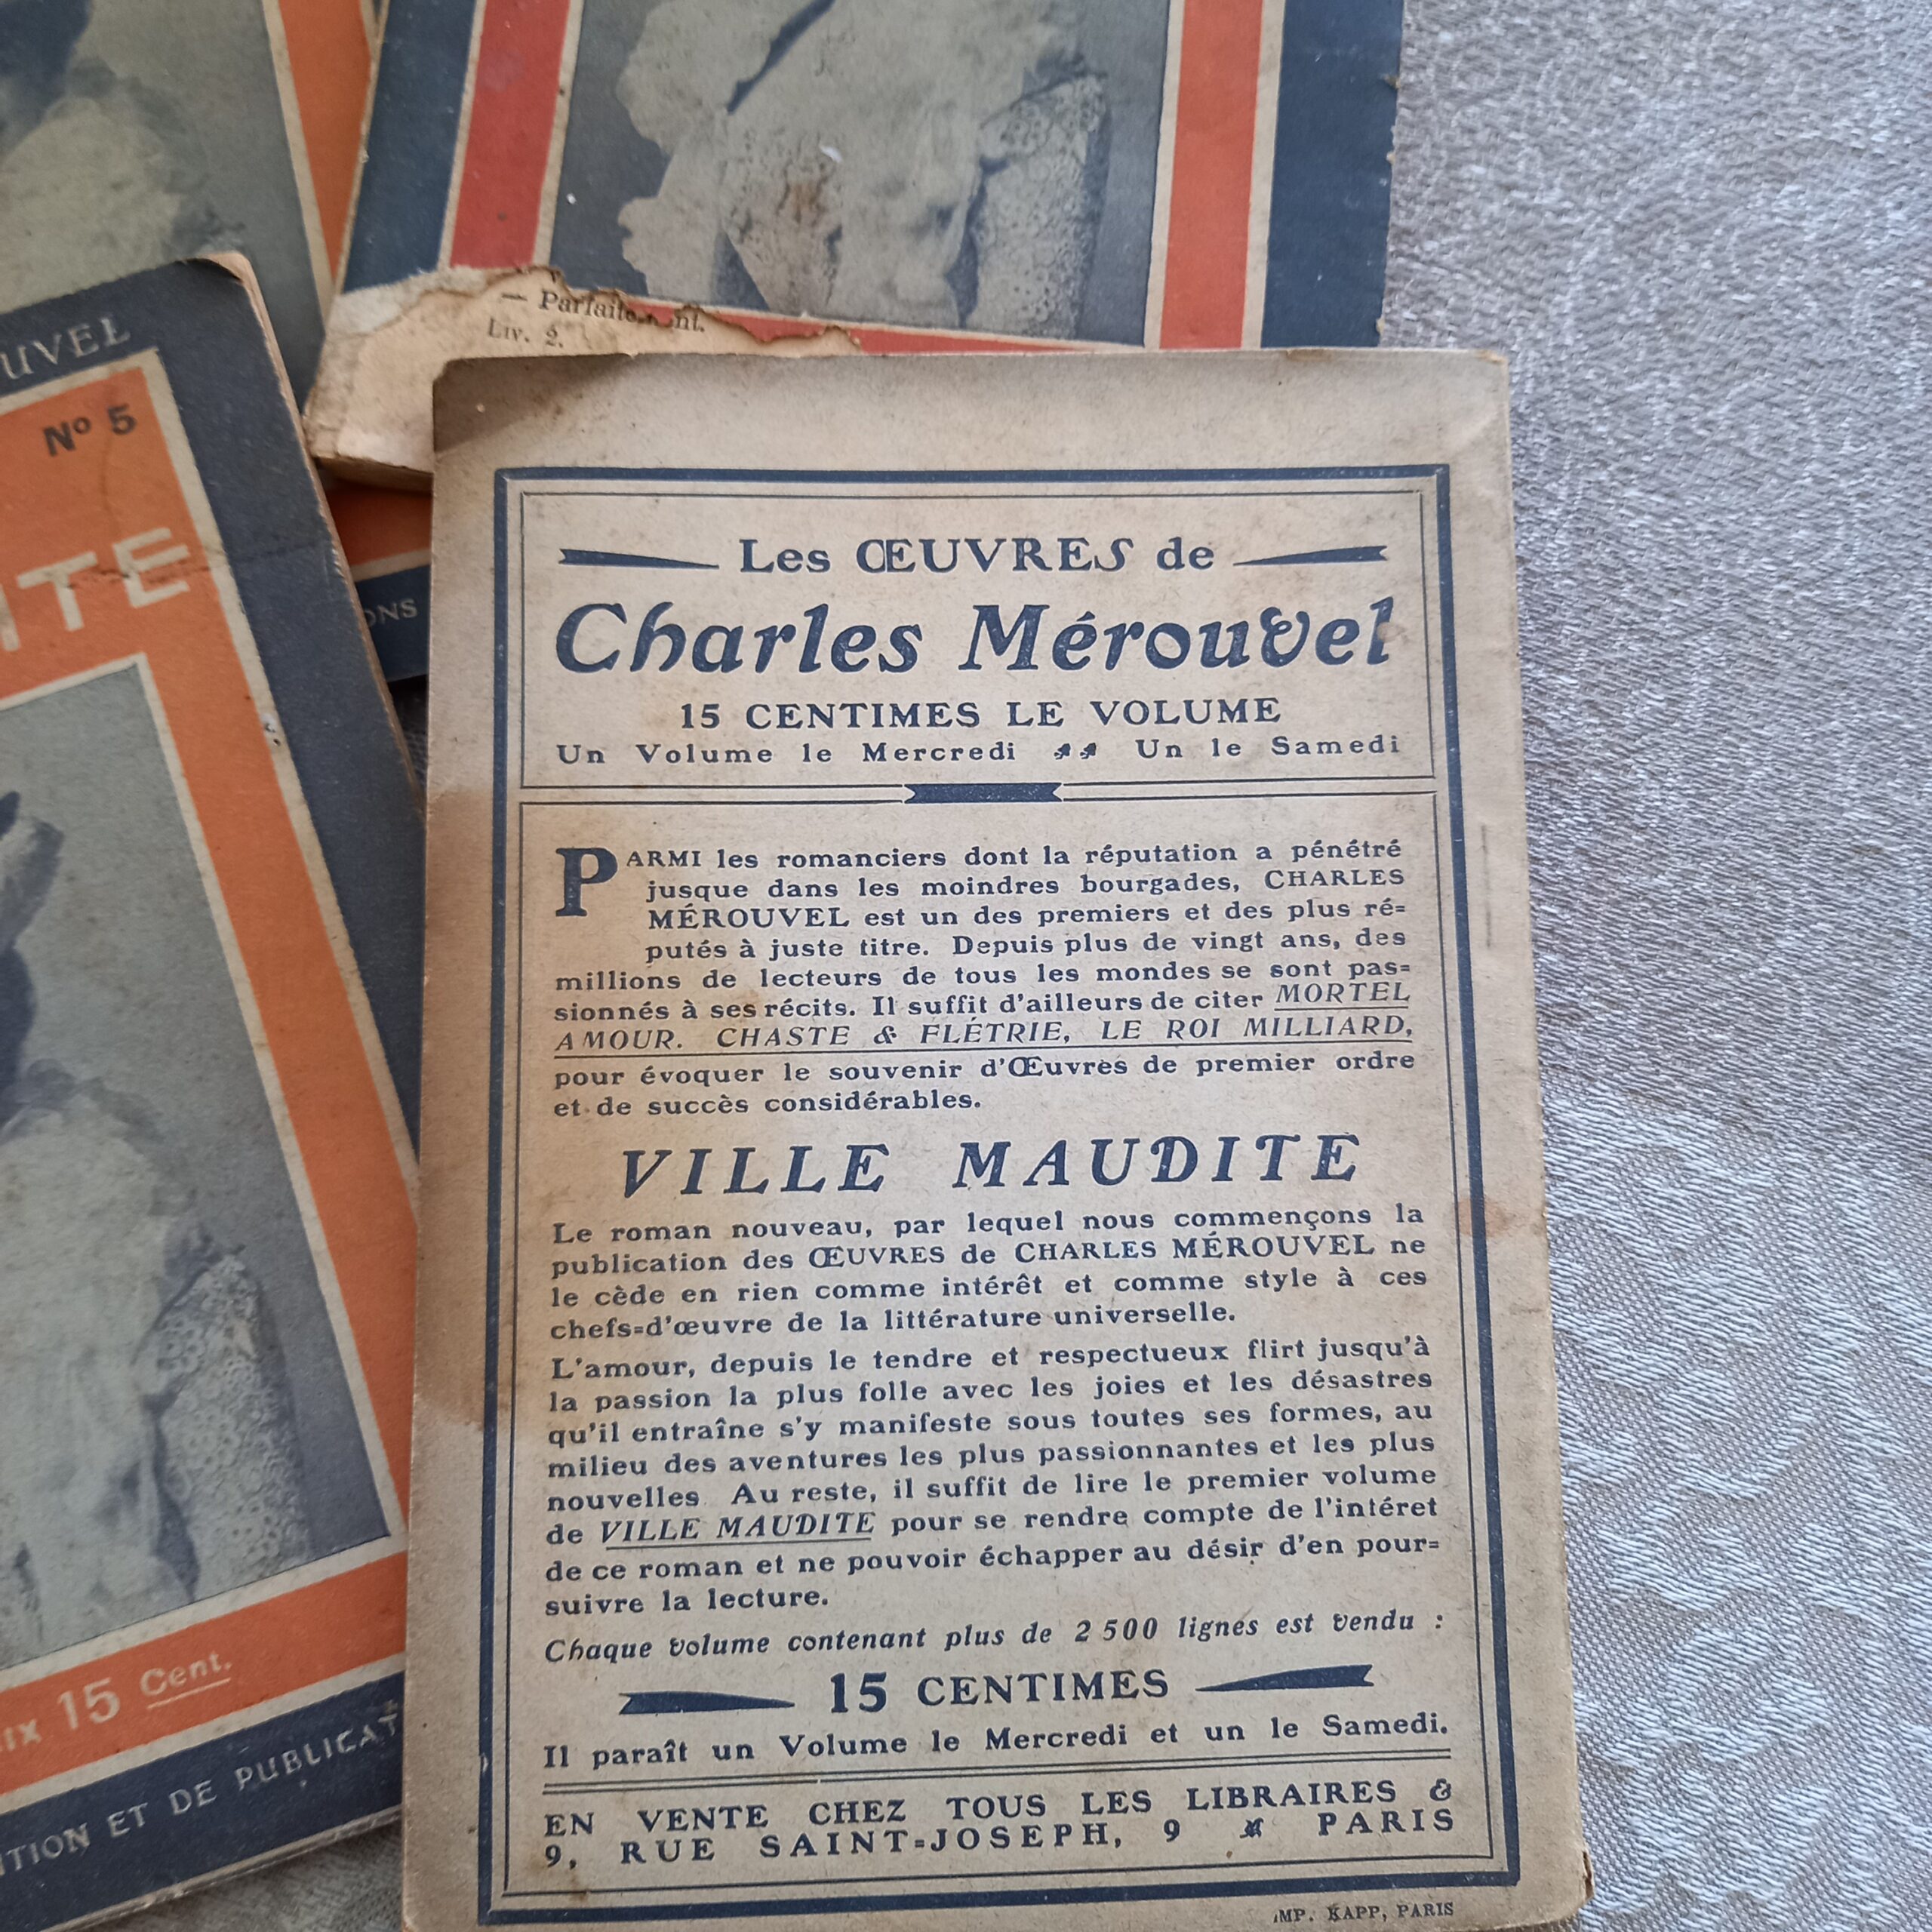 — Parfaitement.
Liv. 2.
UVEL
Nº 5
ITE
IONS
15 Cent.
ITION ET DE PUBLICAT
Les ŒUVRES de
Charles Mérouvel
15 CENTIMES LE VOLUME
Un Volume le Mercredi Un le Samedi
PARMI les romanciers dont la réputation a pénétré
jusque dans les moindres bourgades, CHARLES
MÉROUVEL est un des premiers et des plus ré=
putés à juste titre. Depuis plus de vingt ans, des
millions de lecteurs de tous les mondes se sont pas=
sionnés à ses récits. Il suffit d'ailleurs de citer MORTEL
AMOUR. CHASTE & FLÉTRIE, LE ROI MILLIARD,
pour évoquer le souvenir d'Œuvres de premier ordre
et de succès considérables.
VILLE MAUDITE
Le roman nouveau, par lequel nous commençons la
publication des ŒUVRES de CHARLES MÉROUVEL ne
le cède en rien comme intérêt et comme style à ces
chefs=d'œuvre de la littérature universelle.
L'amour, depuis le tendre et respectueux flirt jusqu'à
la passion la plus folle avec les joies et les désastres
qu'il entraîne s'y manifeste sous toutes ses formes, au
milieu des aventures les plus passionnantes et les plus
nouvelles. Au reste, il suffit de lire le premier volume
de VILLE MAUDITE pour se rendre compte de l'intéret
de ce roman et ne pouvoir échapper au désir d'en pour=
suivre la lecture.
Chaque volume contenant plus de 2 500 lignes est vendu :
15 CENTIMES
Il paraît un Volume le Mercredi et un le Samedi.
EN VENTE CHEZ TOUS LES LIBRAIRES &
9, RUE SAINT=JOSEPH, 9 PARIS
IMP. KAPP, PARIS